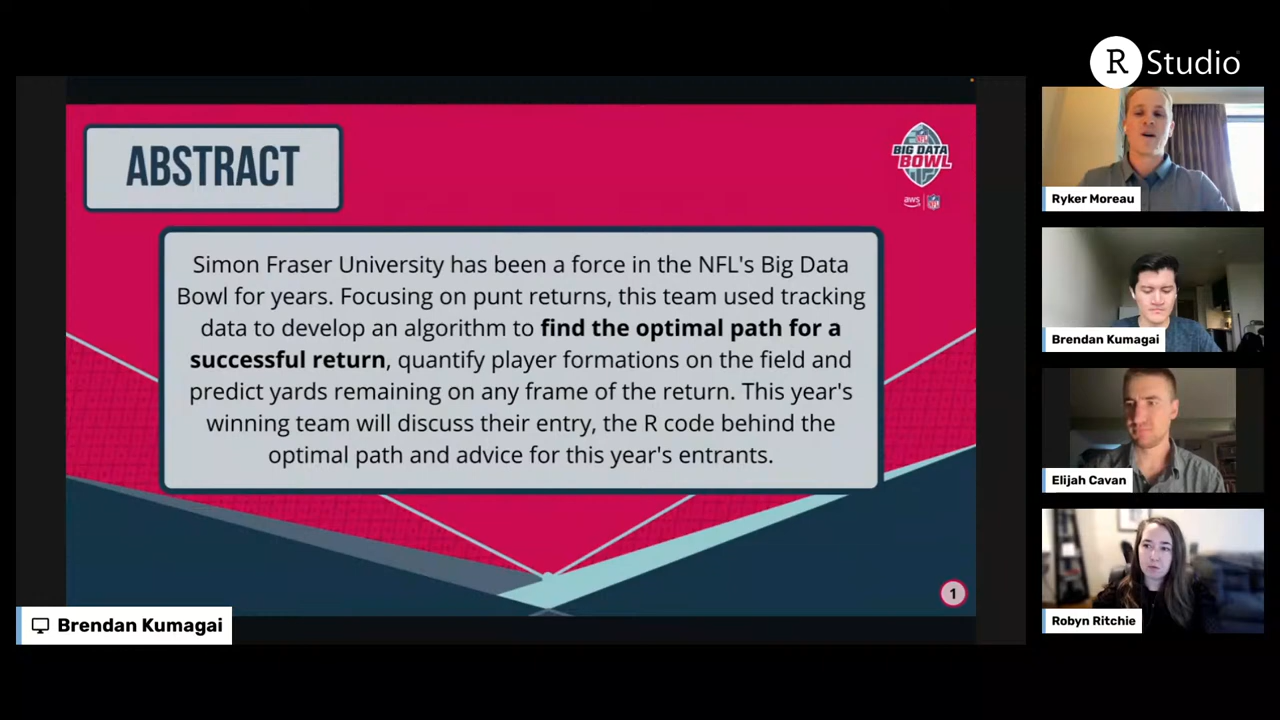 R Studio
ABSTRACT
NFL
BIG DATA
BOWL
aws
NFL
Simon Fraser University has been a force in the NFL's Big Data
Bowl for years. Focusing on punt returns, this team used tracking
data to develop an algorithm to find the optimal path for a
successful return, quantify player formations on the field and
predict yards remaining on any frame of the return. This year's
winning team will discuss their entry, the R code behind the
optimal path and advice for this year's entrants.
1
Brendan Kumagai
Ryker Moreau
Brendan Kumagai
Elijah Cavan
Robyn Ritchie